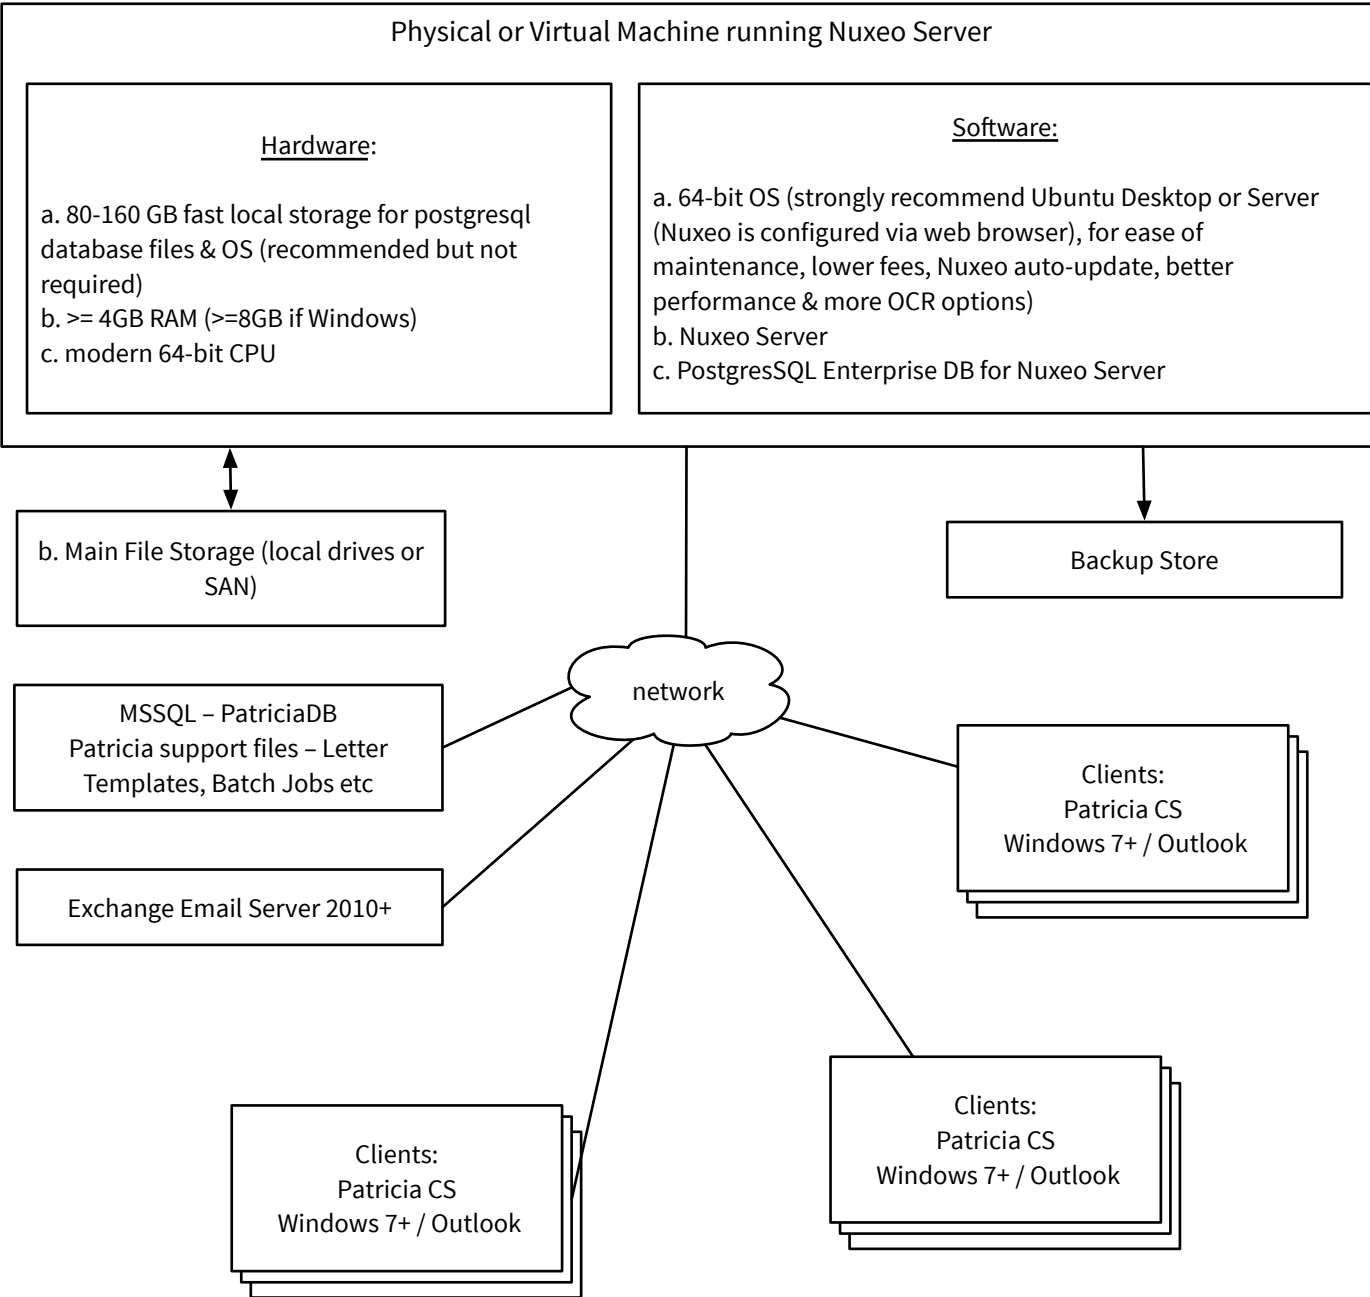 Physical or Virtual Machine running Nuxeo Server
Hardware:
a. 80-160 GB fast local storage for postgresql
database files & OS (recommended but not
required)
b. >= 4GB RAM (>=8GB if Windows)
c. modern 64-bit CPU
Software:
a. 64-bit OS (strongly recommend Ubuntu Desktop or Server
(Nuxeo is configured via web browser), for ease of
maintenance, lower fees, Nuxeo auto-update, better
performance & more OCR options)
b. Nuxeo Server
c. PostgresSQL Enterprise DB for Nuxeo Server
b. Main File Storage (local drives or
SAN)
Backup Store
network
MSSQL – PatriciaDB
Patricia support files – Letter
Templates, Batch Jobs etc
Clients:
Patricia CS
Windows 7+ / Outlook
Exchange Email Server 2010+
Clients:
Patricia CS
Windows 7+ / Outlook
Clients:
Patricia CS
Windows 7+ / Outlook